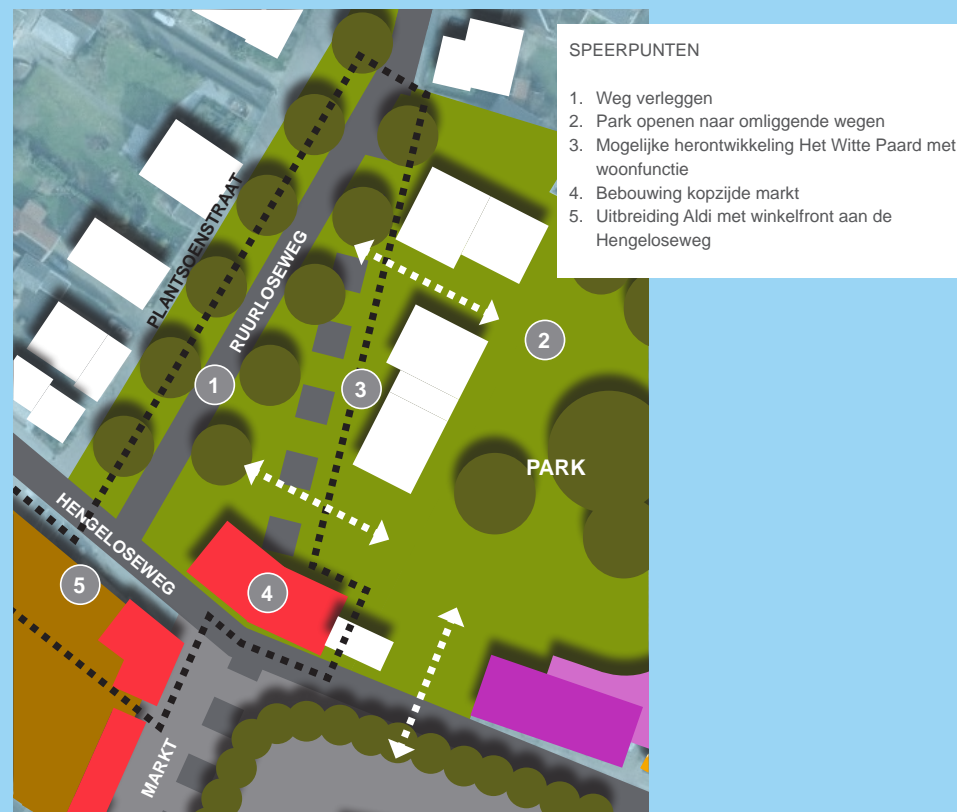 SPEERPUNTEN
1. Weg verleggen
2. Park openen naar omliggende wegen
3. Mogelijke herontwikkeling Het Witte Paard met
woonfunctie
4. Bebouwing kopzijde markt
5. Uitbreiding Aldi met winkelfront aan de
Hengeloseweg
PLANTSOENSTRAAT
RUURLOSEWEG
2
1
3
PARK
HENGELOSEWEG
5
4
MARKT